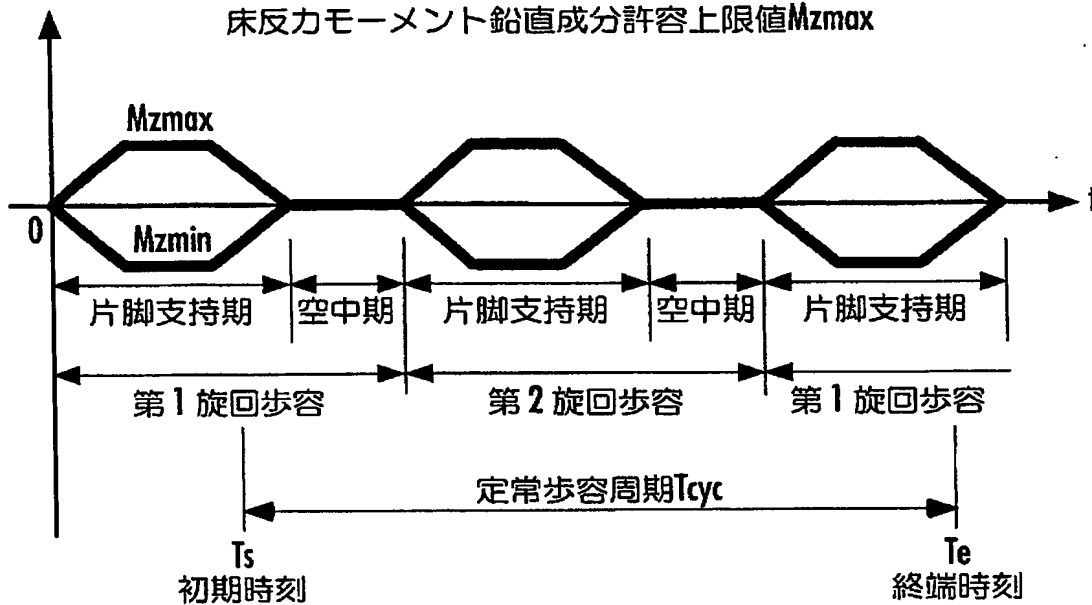 床反力モーメント鉛直成分許容上限値Mzmax
Mzmax
0
t
Mzmin
片脚支持期 空中期 片脚支持期 空中期 片脚支持期
第1旋回歩容 第2旋回歩容 第1旋回歩容
定常歩容周期Tcyc
Ts Te
初期時刻 終端時刻